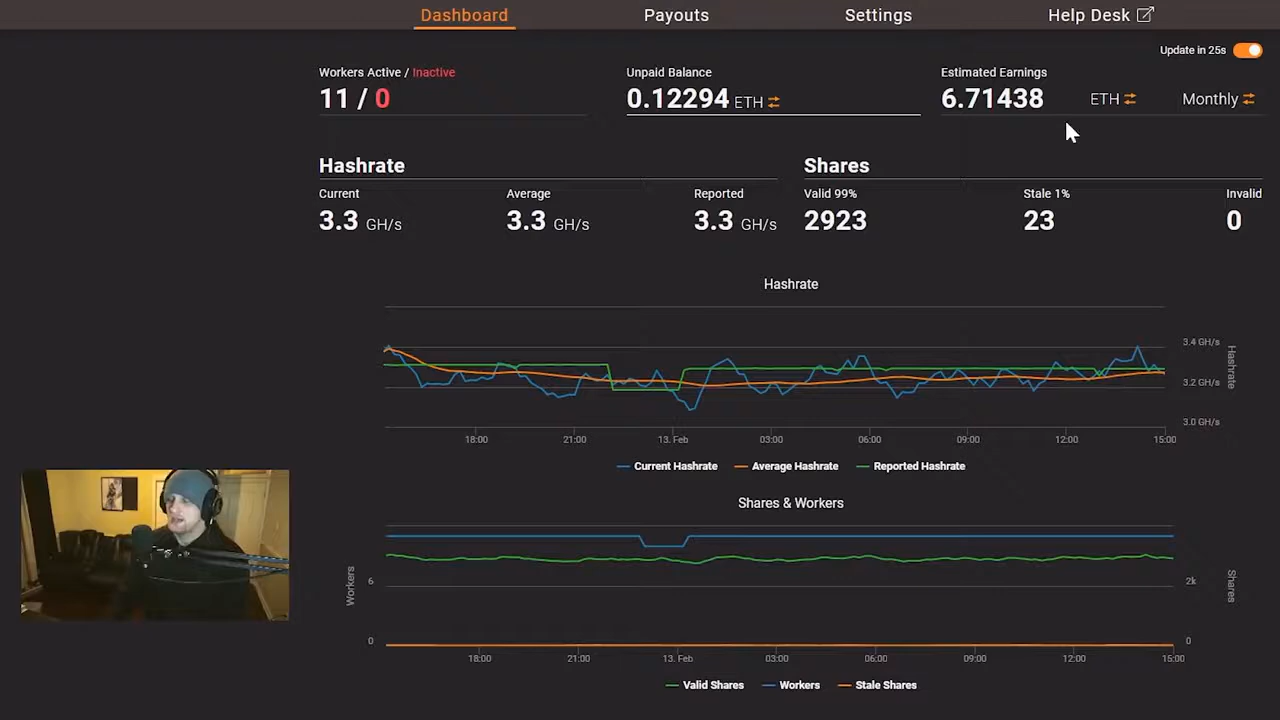 Dashboard Payouts Settings Help Desk
Update in 25s
Workers Active / Inactive Unpaid Balance Estimated Earnings
11 / 0 0.12294 ETH 6.71438 ETH Monthly
Hashrate Shares
Current Average Reported Valid 99% Stale 1% Invalid
3.3 GH/s 3.3 GH/s 3.3 GH/s 2923 23 0
Hashrate
3.4 GH/s
3.2 GH/s
3.0 GH/s
Hashrate
18:00 21:00 13. Feb 03:00 06:00 09:00 12:00 15:00
Current Hashrate Average Hashrate Reported Hashrate
Shares & Workers
Workers
6 2k
0 0
Shares
18:00 21:00 13. Feb 03:00 06:00 09:00 12:00 15:00
Valid Shares Workers Stale Shares